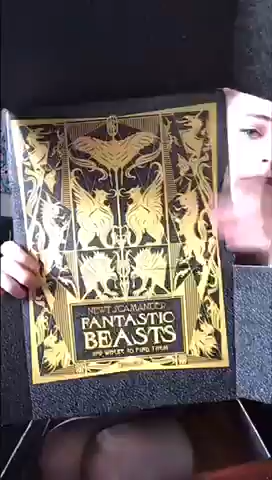 NEWT SCAMANDER
FANTASTIC
BEASTS
AND WHERE TO FIND THEM